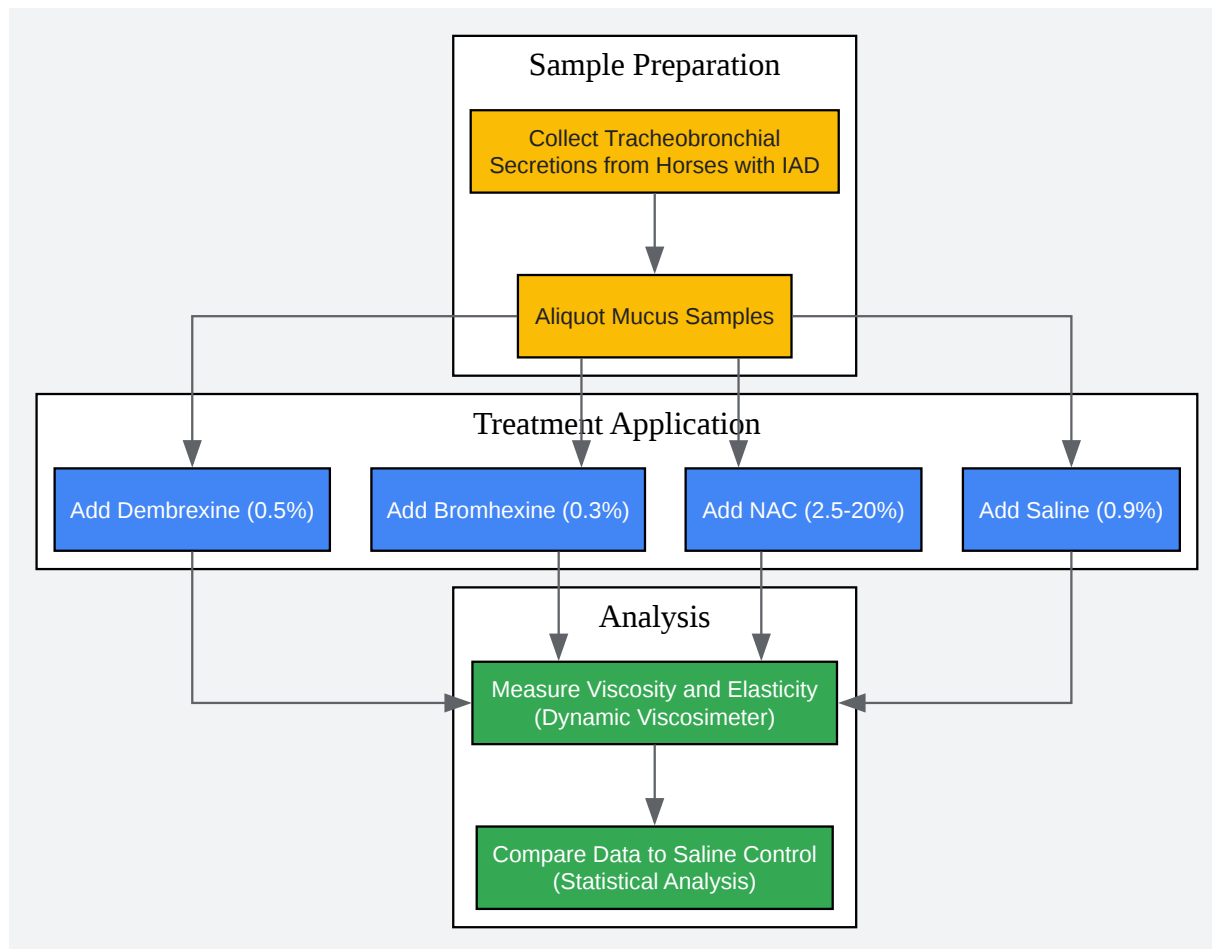 Sample Preparation
Collect Tracheobronchial
Secretions from Horses with IAD
Aliquot Mucus Samples
Treatment Application
Add Dembrexine (0.5%)
Add Bromhexine (0.3%)
Add NAC (2.5-20%)
Add Saline (0.9%)
Analysis
Measure Viscosity and Elasticity
(Dynamic Viscosimeter)
Compare Data to Saline Control
(Statistical Analysis)